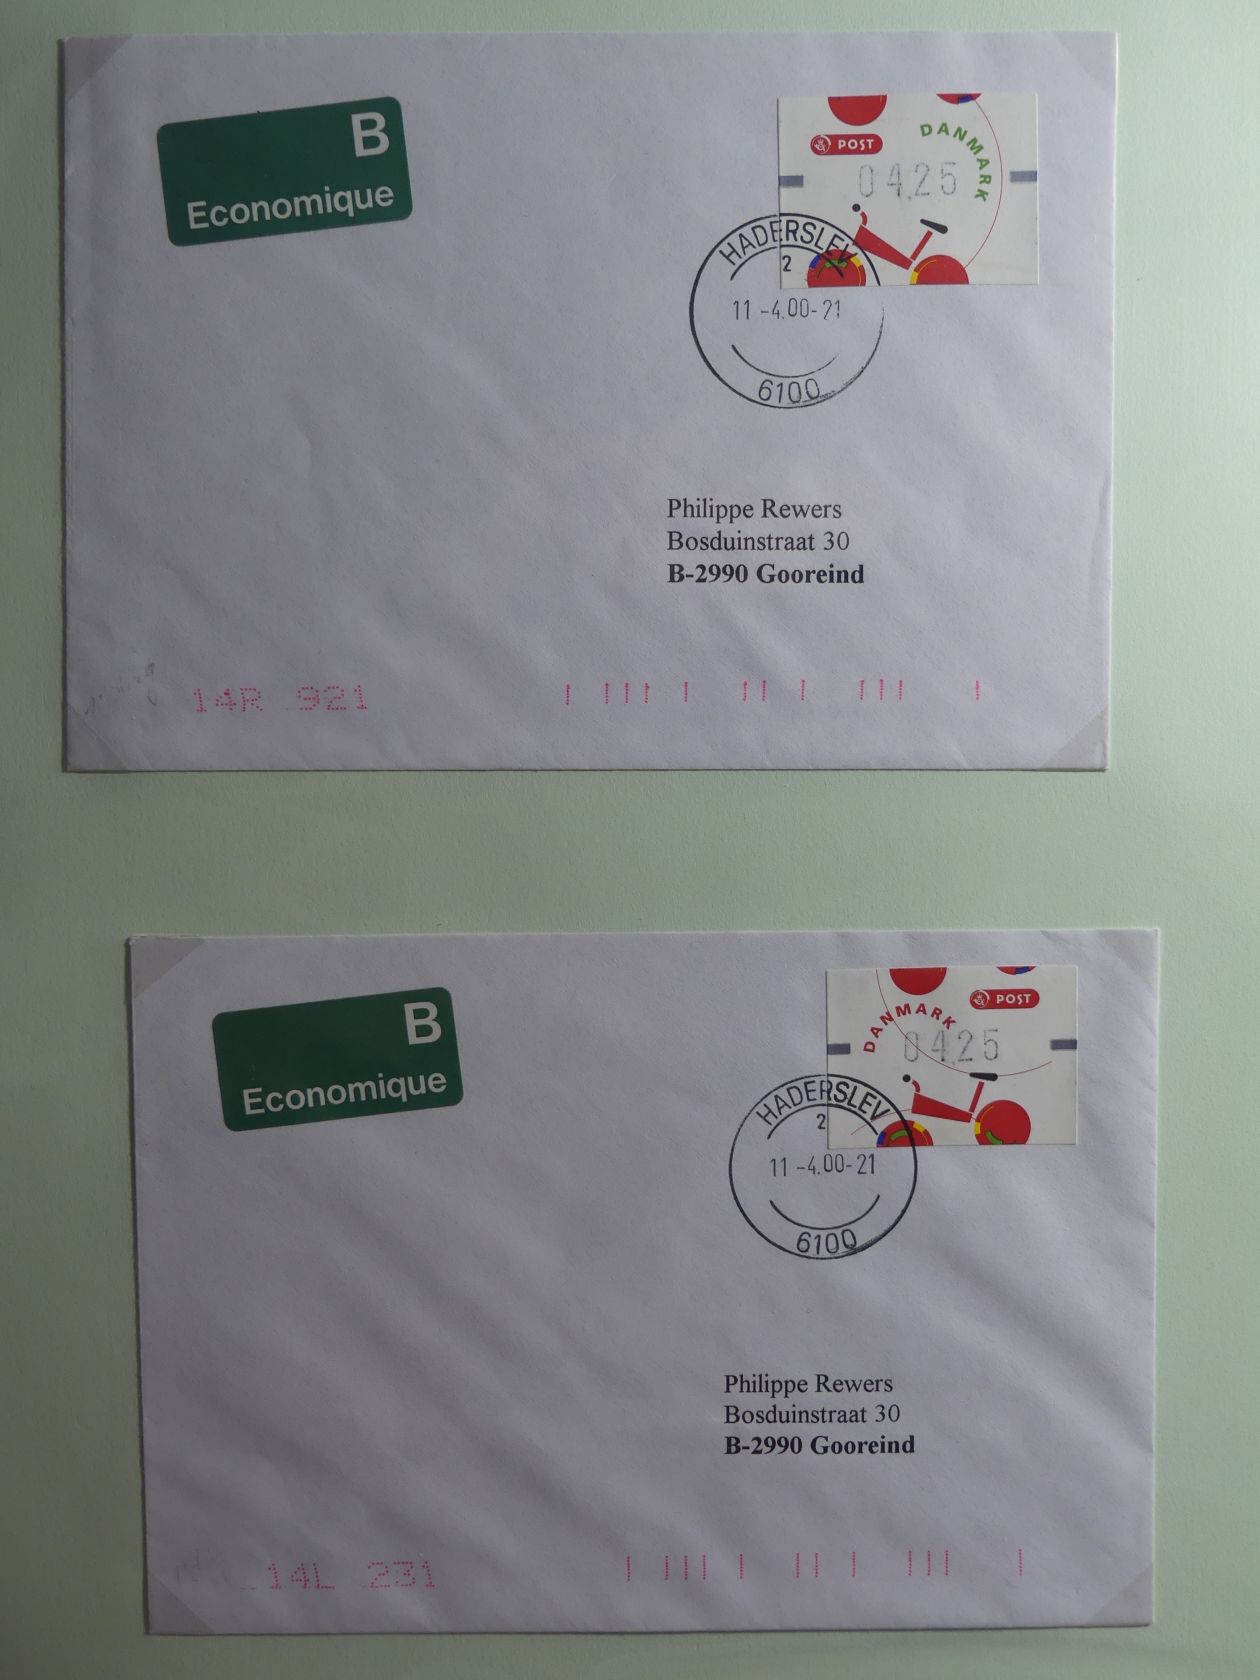 B
Economique
POST
DANMARK
04.25
HADERSLEV
2
11 -4.00-21
6100
Philippe Rewers
Bosduinstraat 30
B-2990 Gooreind
14R 921
B
Economique
POST
DANMARK
04.25
HADERSLEV
2
11 -4.00-21
6100
Philippe Rewers
Bosduinstraat 30
B-2990 Gooreind
14L 231